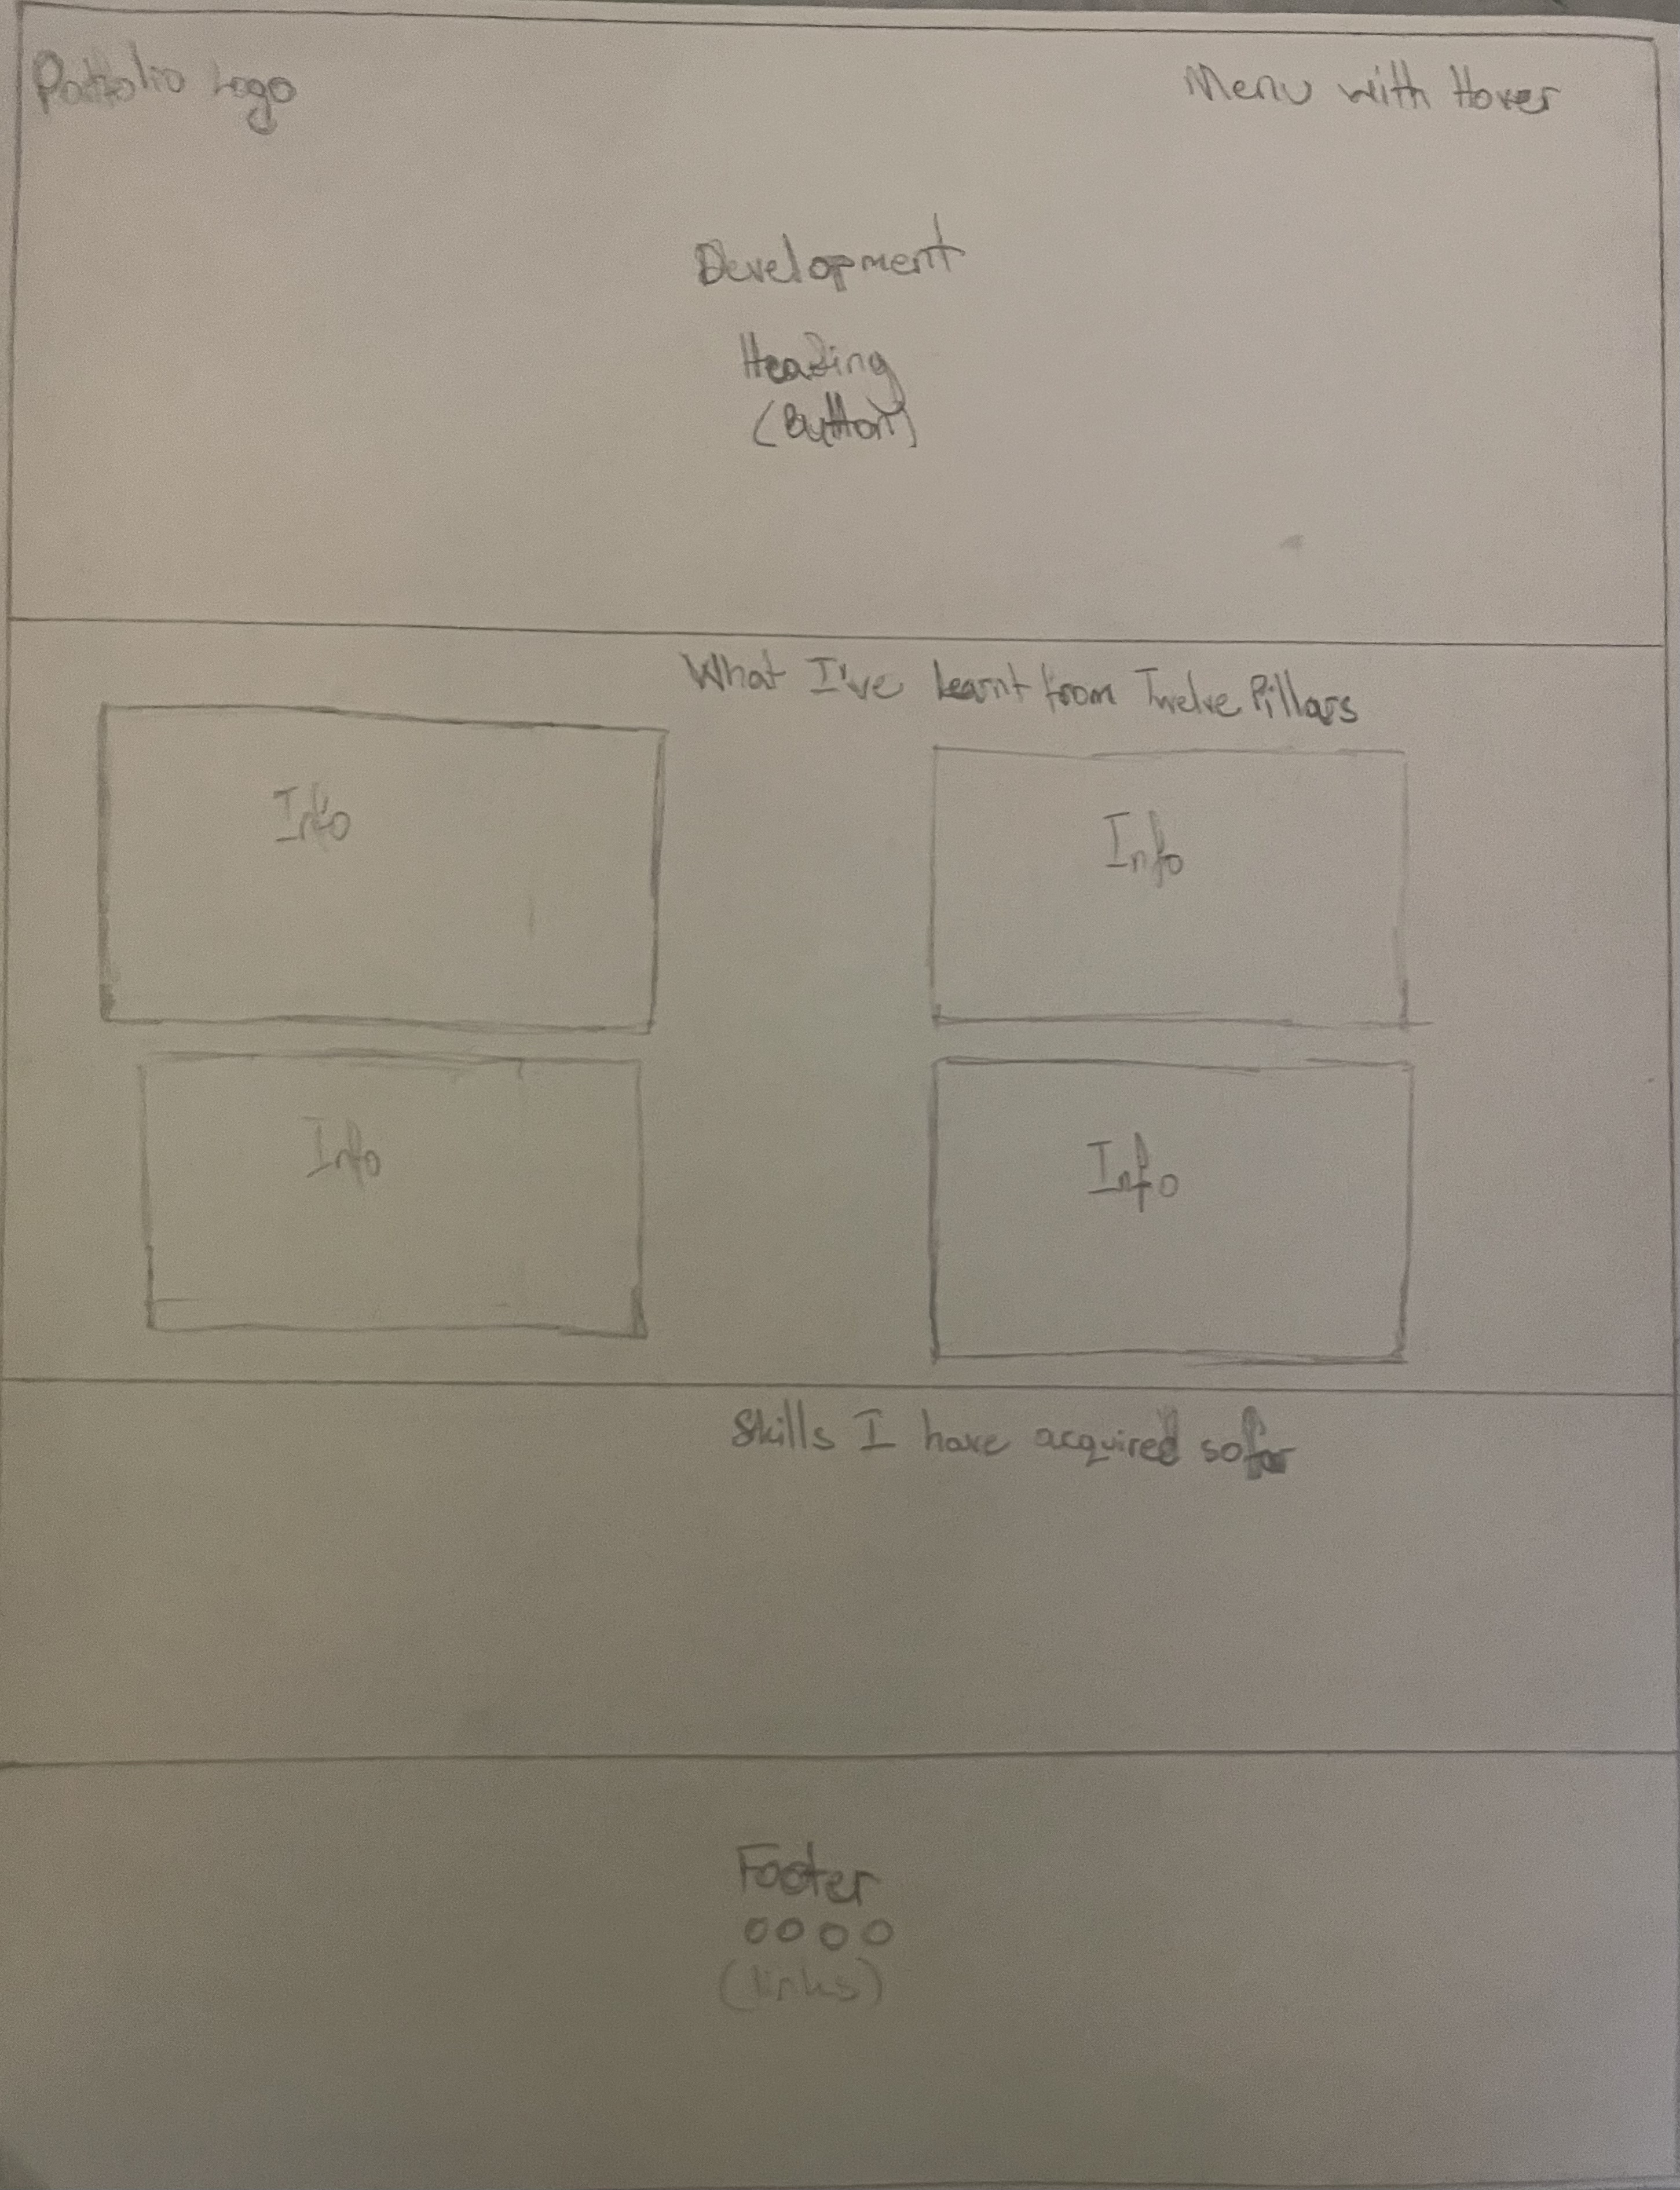 Portfolio Logo
Menu with Hover
Development
Heading
(Button)
What I've learnt from Twelve Pillars
Info
Info
Info
Info
Skills I have acquired so far
Footer
(links)